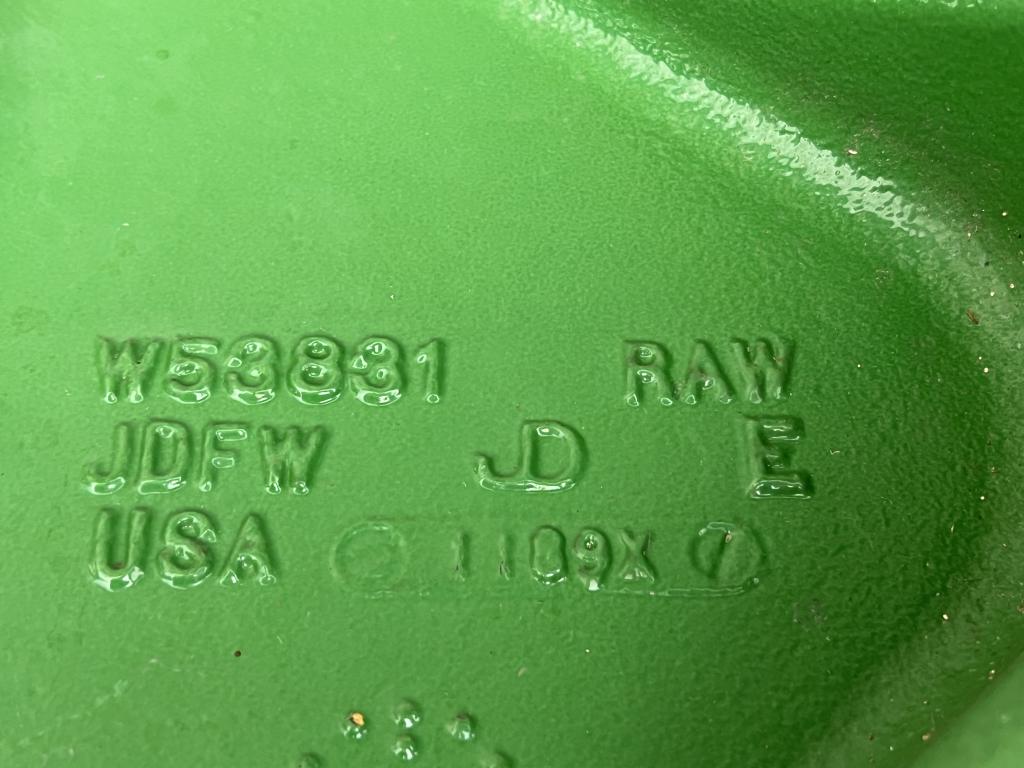 W53831 RAW
JDFW JD E
USA 1109X